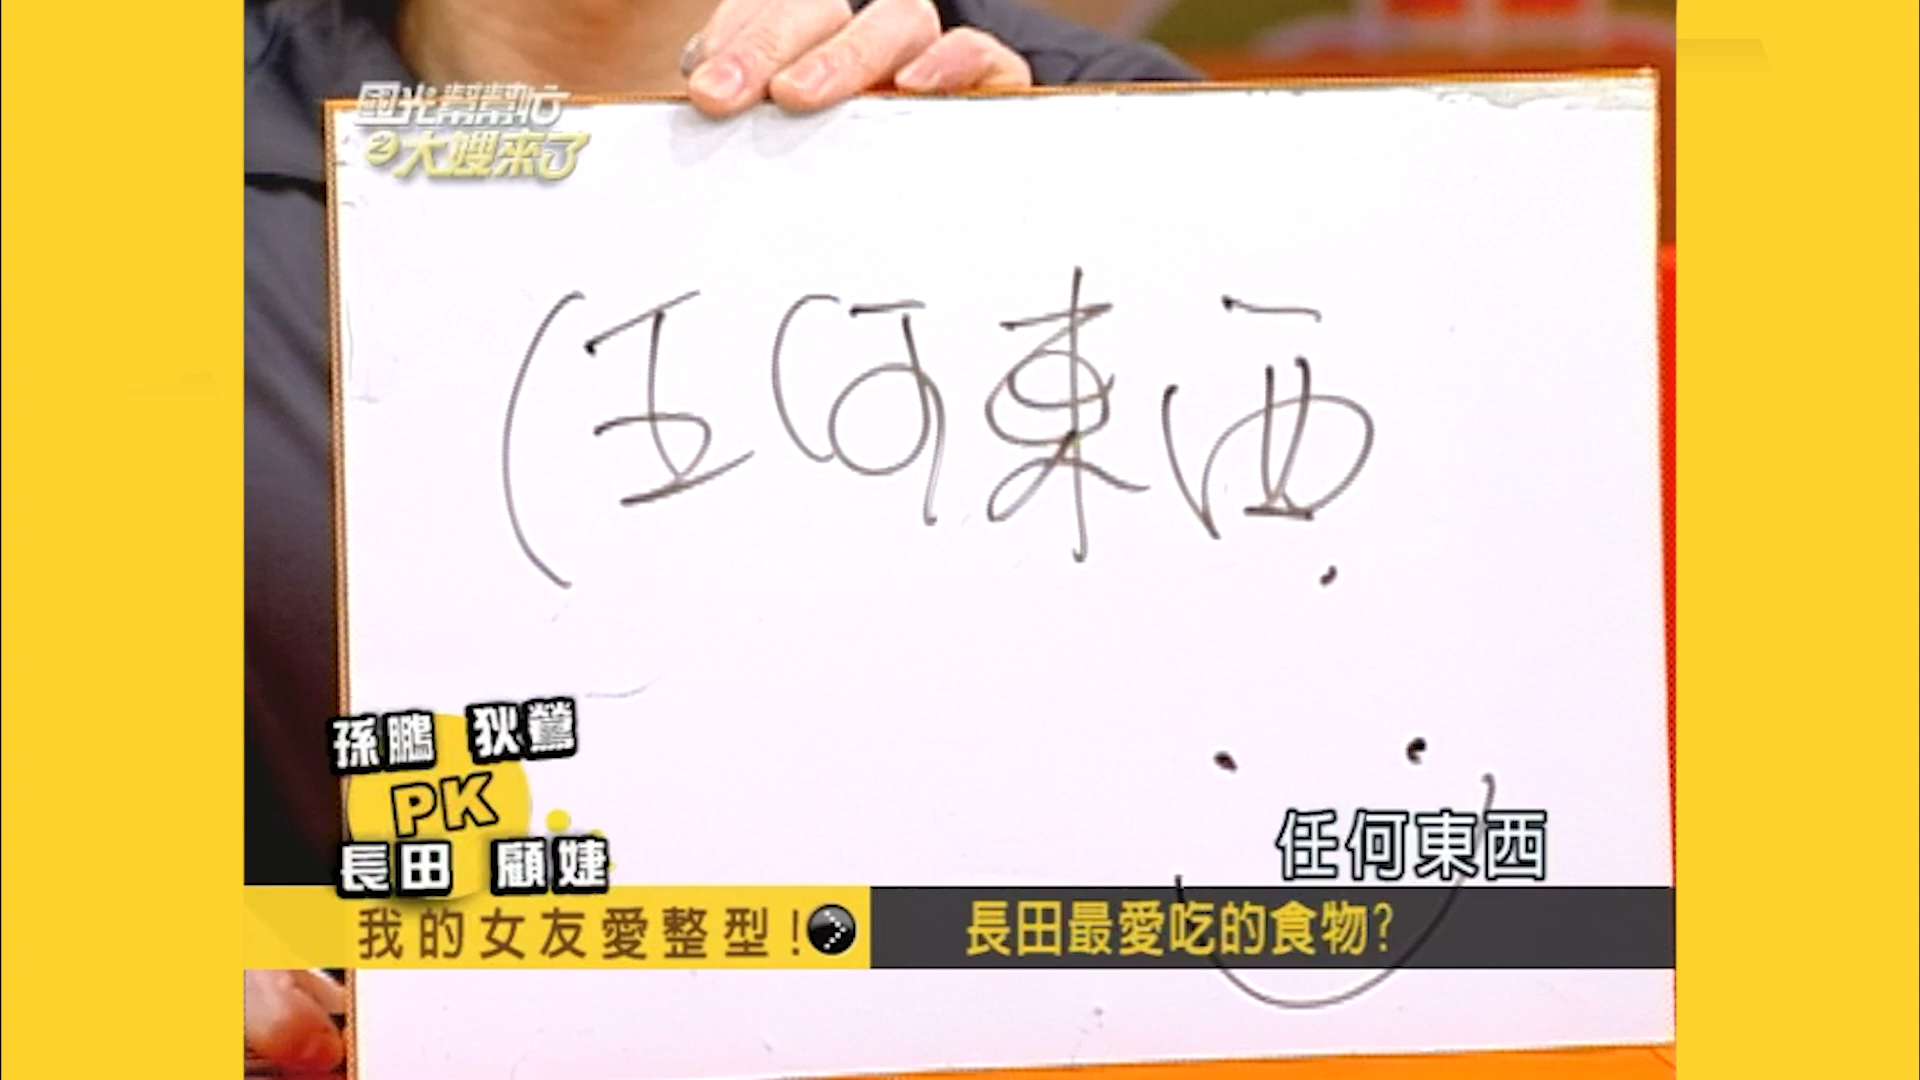 國光幫幫忙
之大嫂來了
任何東西.
孫鵬 狄鶯
PK
長田 顧婕
任何東西
我的女友愛整型!
長田最愛吃的食物?